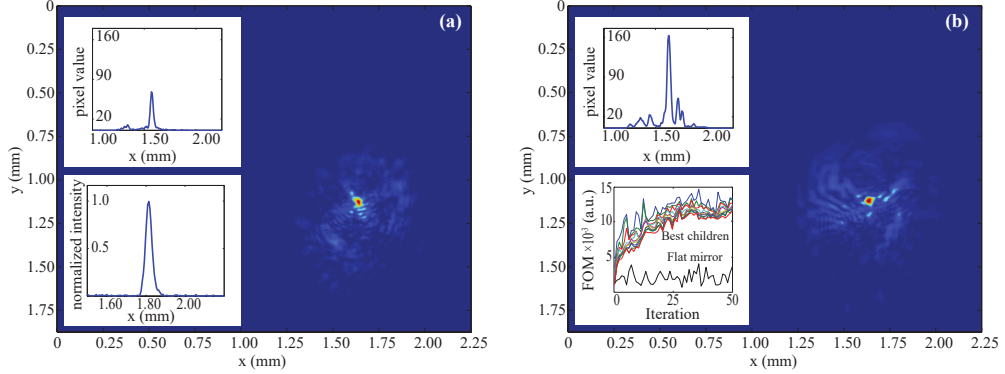 (a)
0
0.25
0.50
0.75
1.00
1.25
1.50
1.75
y (mm)
0 0.25 0.50 0.75 1.00 1.25 1.50 1.75 2.00 2.25
x (mm)
pixel value
160
90
20
1.00 1.50 2.00
x (mm)
normalized intensity
1.0
0.5
1.60 1.80 2.00
x (mm)
(b)
0
0.25
0.50
0.75
1.00
1.25
1.50
1.75
y (mm)
0 0.25 0.50 0.75 1.00 1.25 1.50 1.75 2.00 2.25
x (mm)
pixel value
160
90
20
1.00 1.50 2.00
x (mm)
FOM ×10⁻³ (a.u.)
15
10
5
Best children
Flat mirror
0 25 50
Iteration